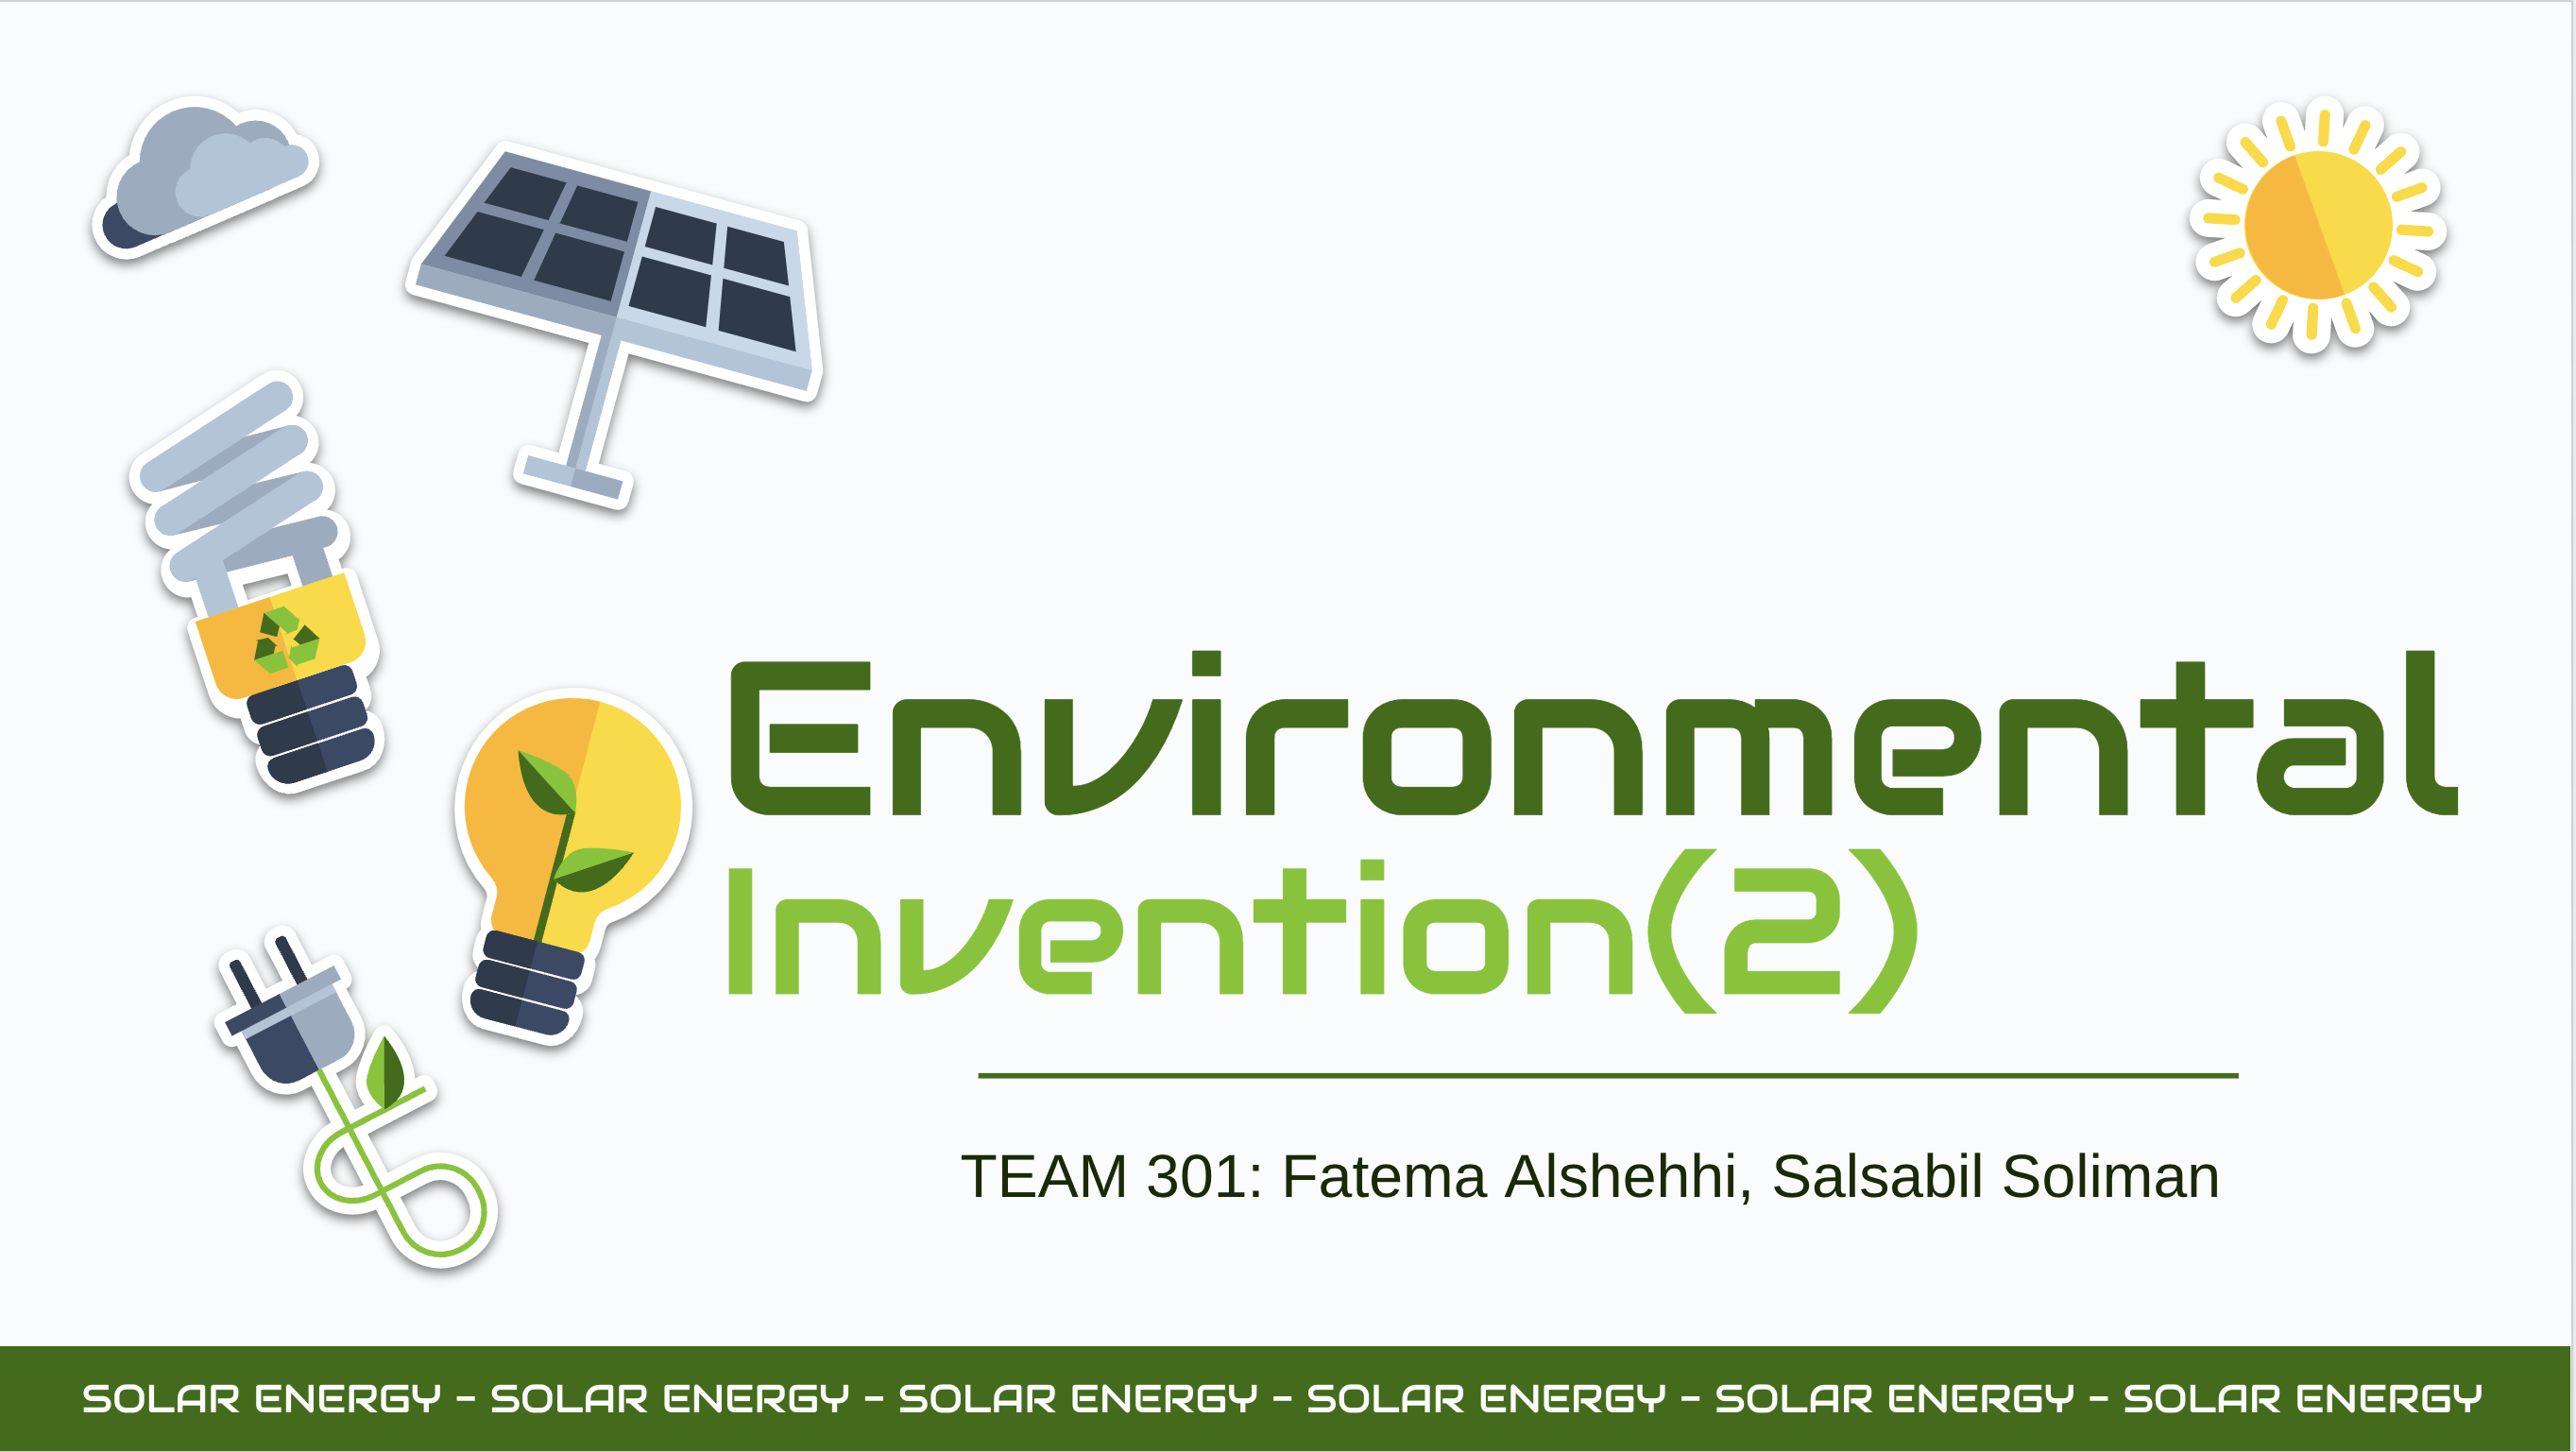 Environmental
Invention(2)
TEAM 301: Fatema Alshehhi, Salsabil Soliman
SOLAR ENERGY - SOLAR ENERGY - SOLAR ENERGY - SOLAR ENERGY - SOLAR ENERGY - SOLAR ENERGY